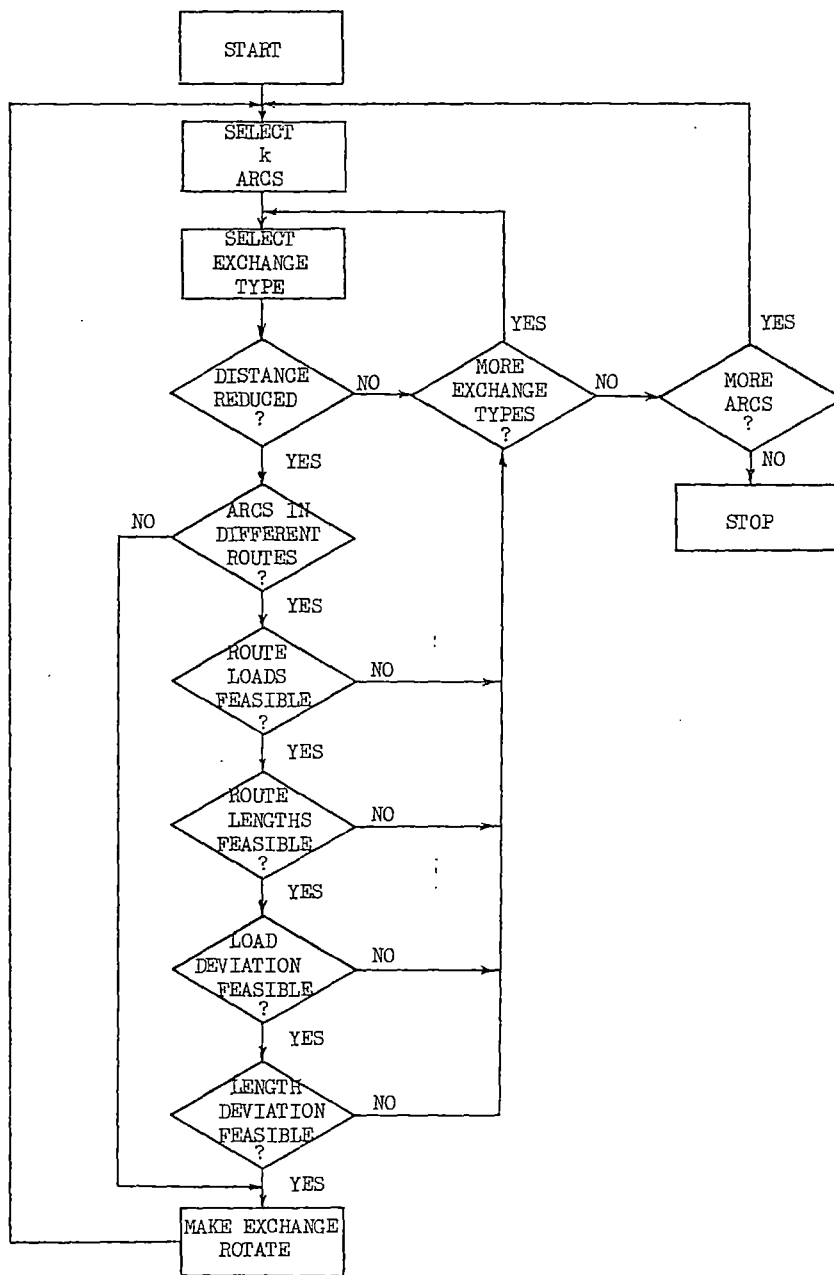 START
SELECT
k
ARCS
SELECT
EXCHANGE
TYPE
YES
YES
DISTANCE
REDUCED
?
NO
MORE
EXCHANGE
TYPES
?
NO
MORE
ARCS
?
YES
NO
NO
ARCS IN
DIFFERENT
ROUTES
?
STOP
YES
ROUTE
LOADS
FEASIBLE
?
NO
YES
ROUTE
LENGTHS
FEASIBLE
?
NO
YES
LOAD
DEVIATION
FEASIBLE
?
NO
YES
LENGTH
DEVIATION
FEASIBLE
?
NO
YES
MAKE EXCHANGE
ROTATE